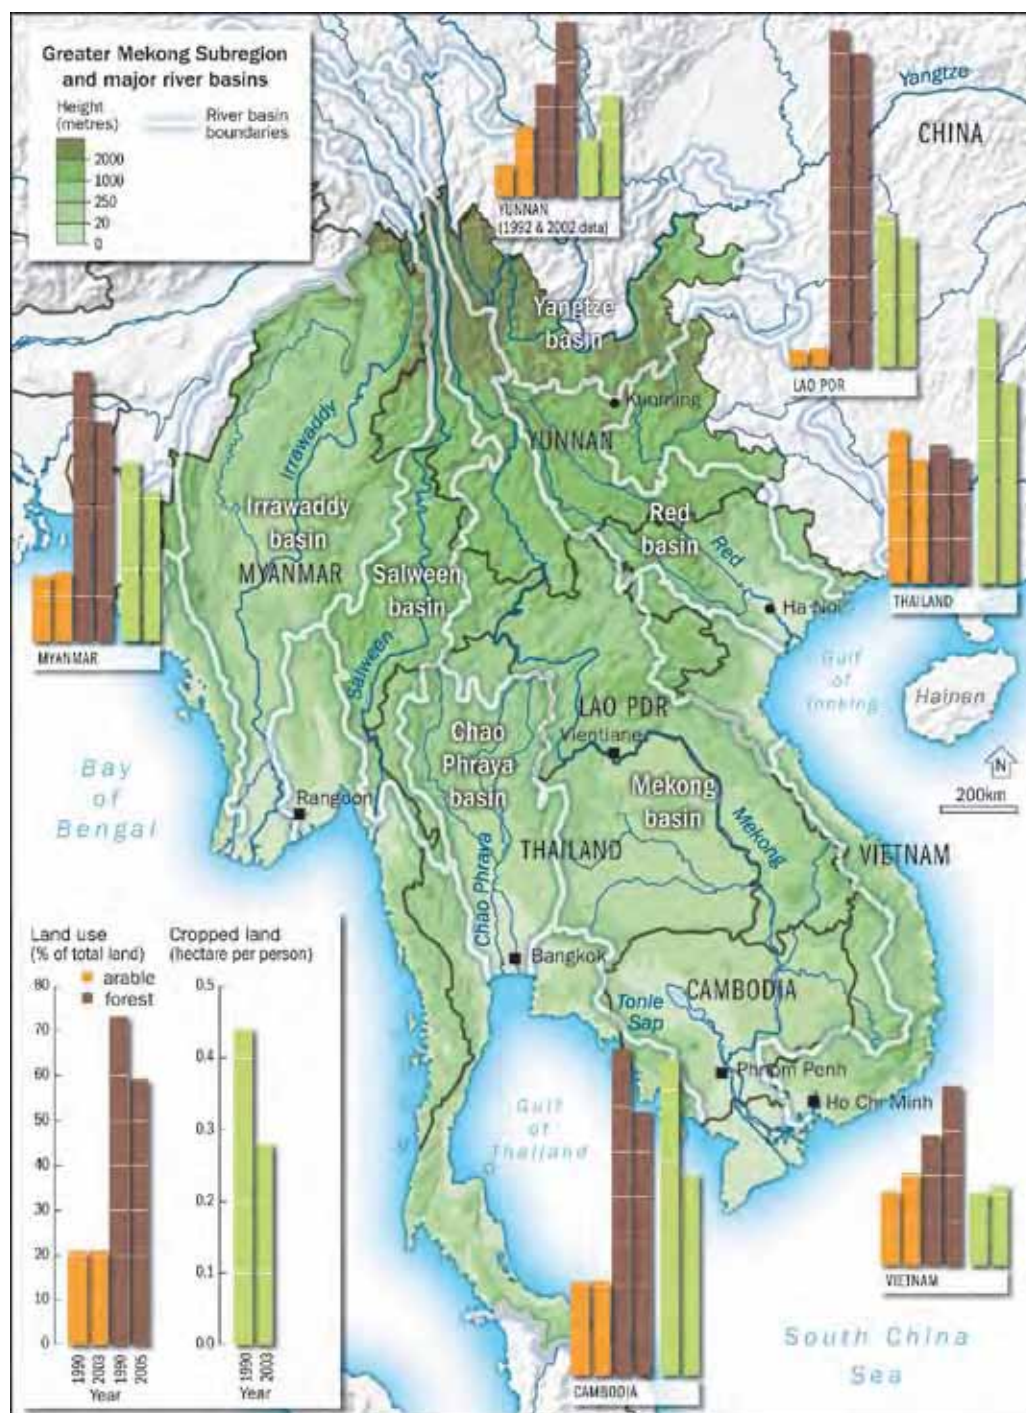 Greater Mekong Subregion
and major river basins
Height
(metres)
2000
1000
250
20
0
River basin
boundaries
YUNNAN
(1992 & 2002 data)
Yangtze
CHINA
LAO PDR
Yangtze
basin
Kunming
YUNNAN
Irrawaddy
Irrawaddy
basin
MYANMAR
Salween
basin
Red
basin
Red
Ha Noi
THAILAND
MYANMAR
Salween
Gulf
of
Tonking
Hainan
LAO PDR
Vientiane
Chao
Phraya
basin
Mekong
basin
Mekong
N
200km
Bay
of
Bengal
Rangoon
THAILAND
VIETNAM
Chao Phraya
Bangkok
CAMBODIA
Tonle
Sap
Phnom Penh
Ho Chi Minh
Gulf
of
Thailand
VIETNAM
South China
Sea
CAMBODIA
Land use
(% of total land)
arable
forest
80
70
60
50
40
30
20
10
0
1990
2003
1990
2005
Year
Cropped land
(hectare per person)
0.5
0.4
0.3
0.2
0.1
0.0
1990
2003
Year